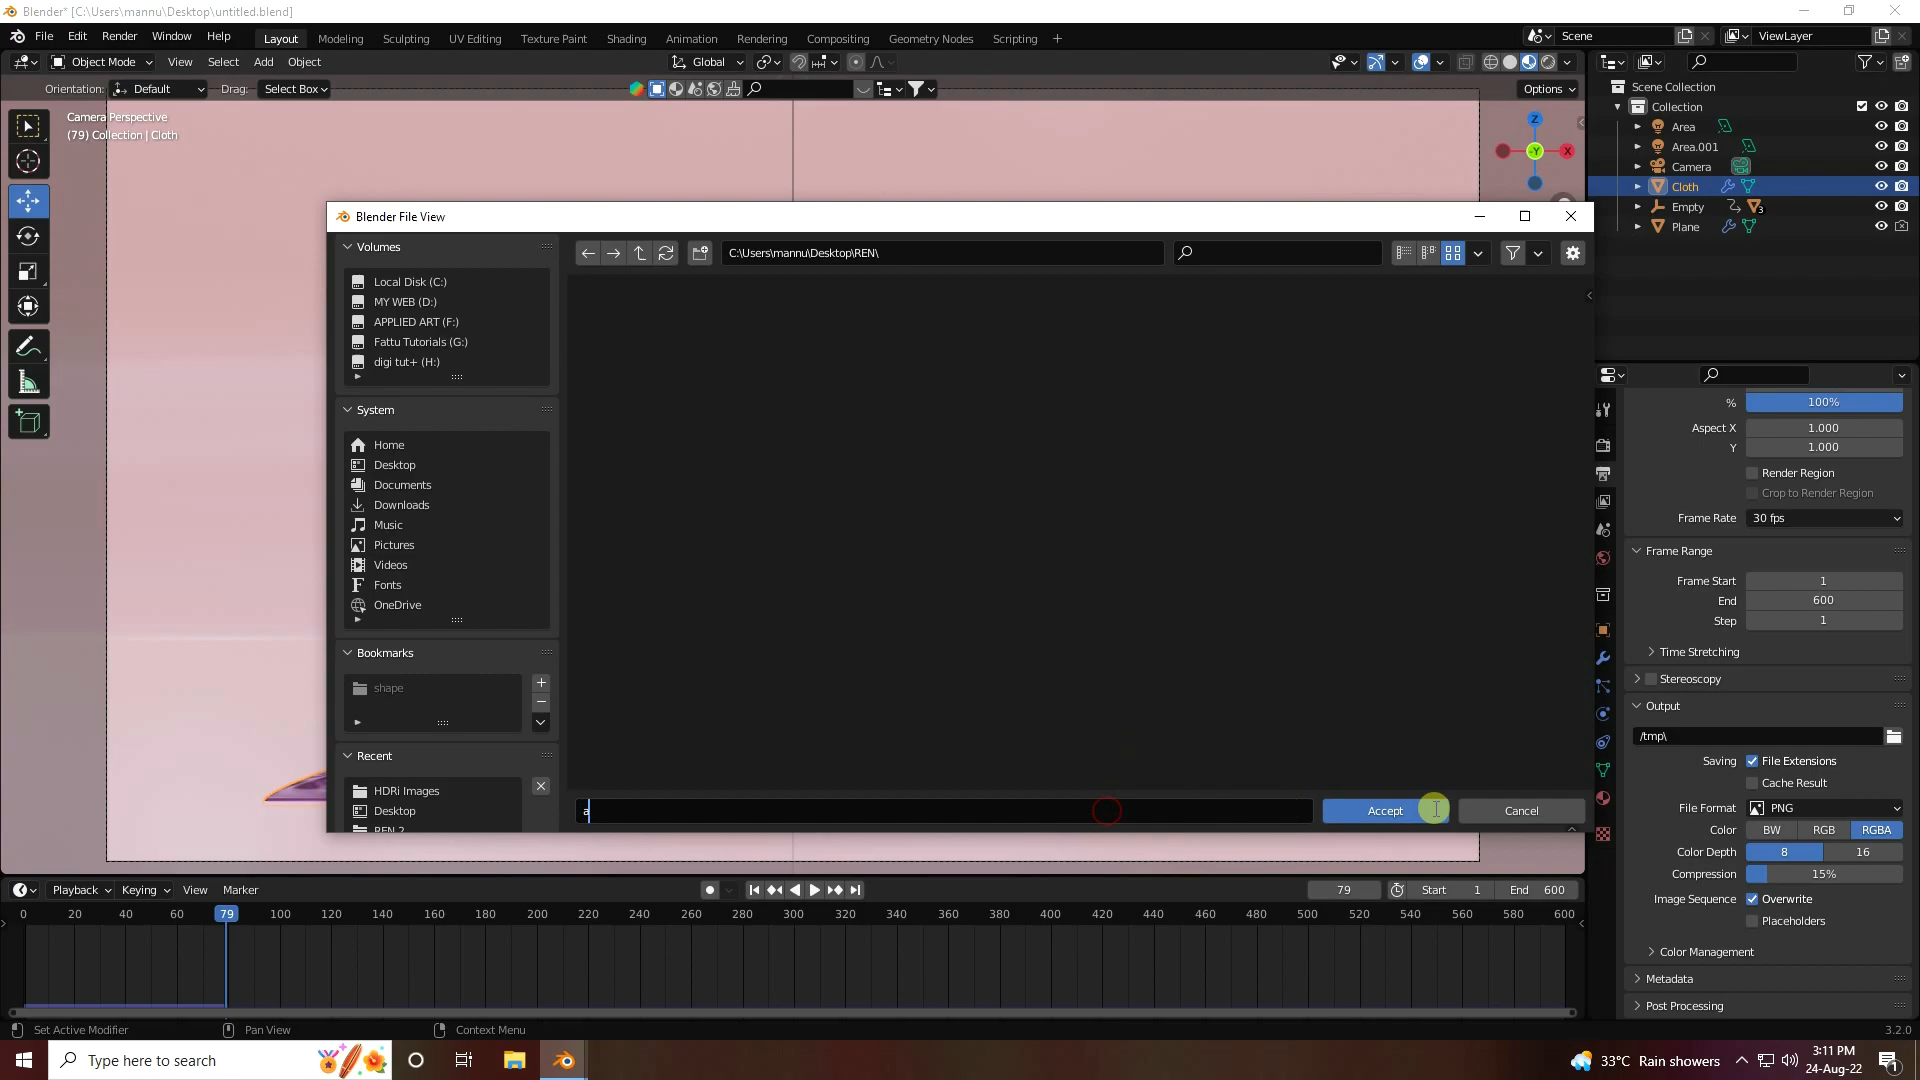 Blender* [C:\Users\mannu\Desktop\untitled.blend]
File Edit Render Window Help Layout Modeling Sculpting UV Editing Texture Paint Shading Animation Rendering Compositing Geometry Nodes Scripting + Scene ViewLayer
Object Mode View Select Add Object Global
Orientation: Default Drag: Select Box Options
Camera Perspective
(79) Collection | Cloth
Z
-Y X
Scene Collection
Collection
Area
Area.001
Camera
Cloth
Empty 3
Plane
Blender File View
Volumes
Local Disk (C:)
MY WEB (D:)
APPLIED ART (F:)
Fattu Tutorials (G:)
digi tut+ (H:)
System
Home
Desktop
Documents
Downloads
Music
Pictures
Videos
Fonts
OneDrive
Bookmarks
shape
Recent
HDRi Images
Desktop
REN 2
C:\Users\mannu\Desktop\REN\
a Accept Cancel
% 100%
Aspect X 1.000
Y 1.000
Render Region
Crop to Render Region
Frame Rate 30 fps
Frame Range
Frame Start 1
End 600
Step 1
Time Stretching
Stereoscopy
Output
/tmp\
Saving File Extensions
Cache Result
File Format PNG
Color BW RGB RGBA
Color Depth 8 16
Compression 15%
Image Sequence Overwrite
Placeholders
Color Management
Metadata
Post Processing
Playback Keying View Marker 79 Start 1 End 600
0 20 40 60 79 100 120 140 160 180 200 220 240 260 280 300 320 340 360 380 400 420 440 460 480 500 520 540 560 580 600
Set Active Modifier Pan View Context Menu 3.2.0
Type here to search 33°C Rain showers 3:11 PM
24-Aug-22 1